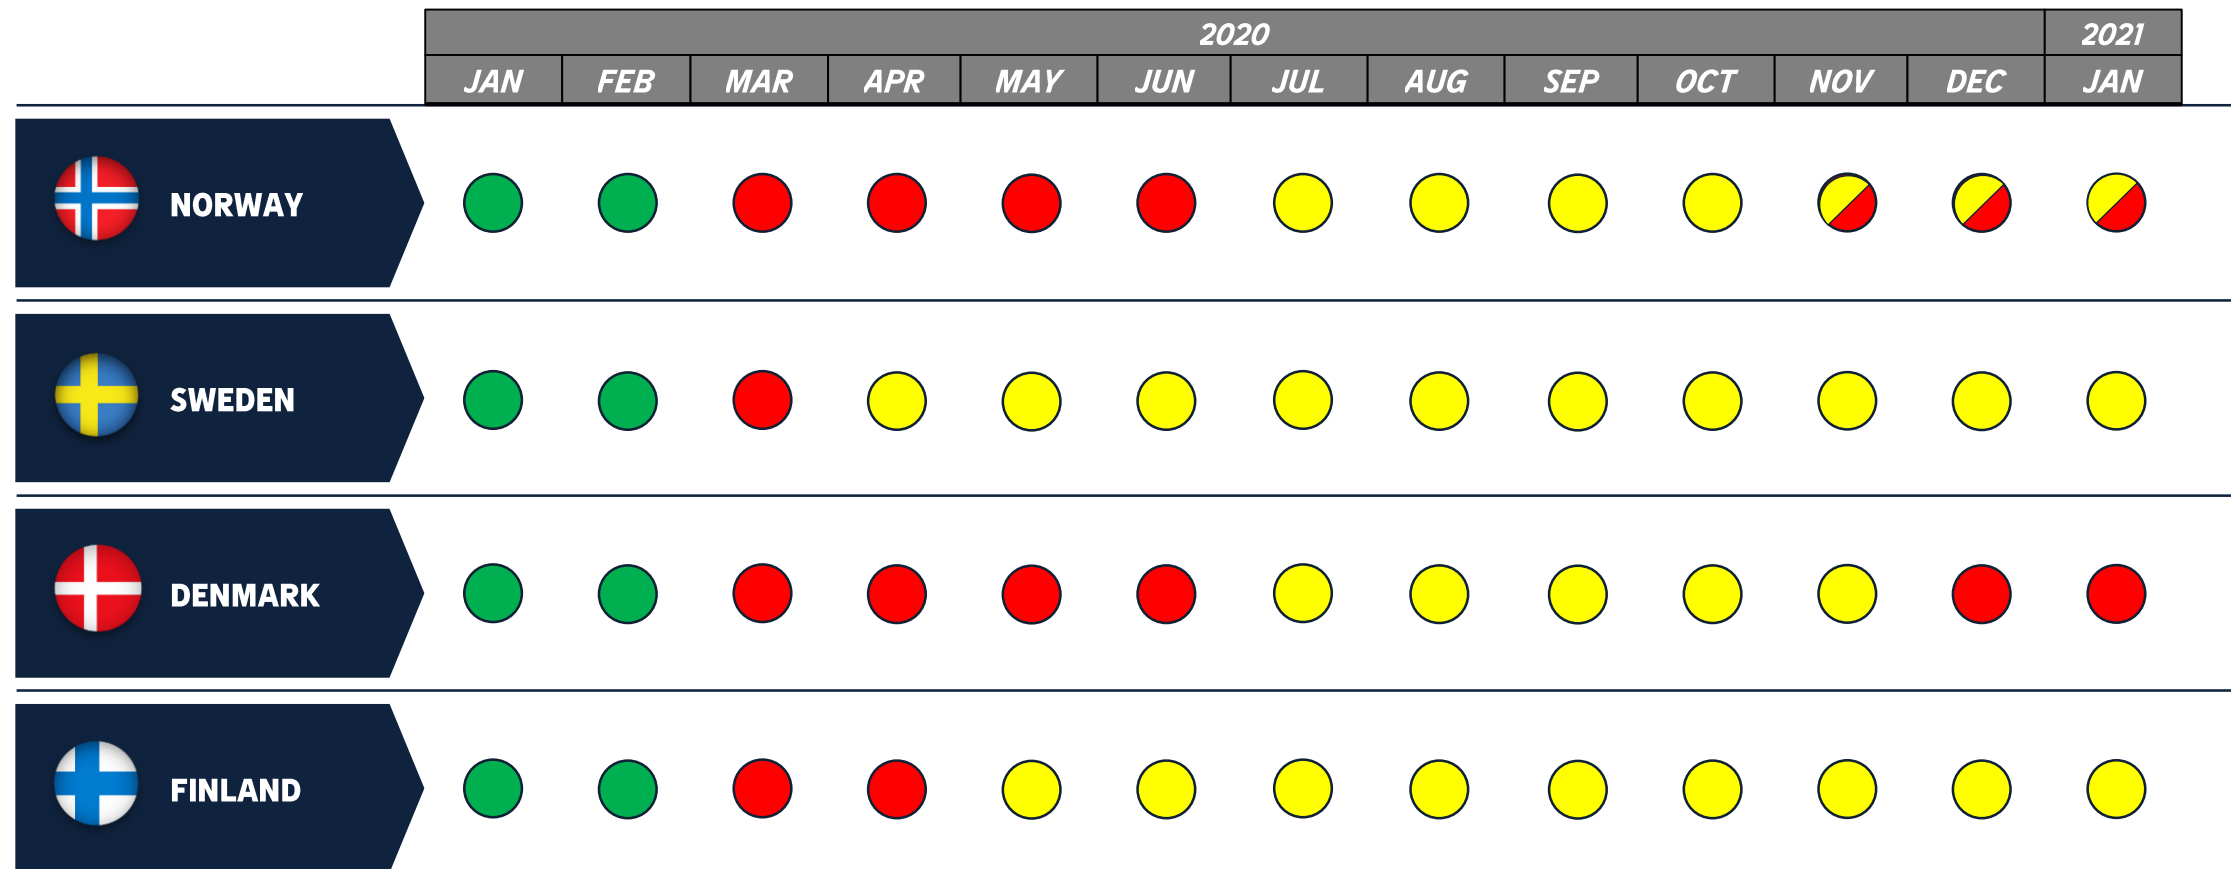 2020 2021
JAN FEB MAR APR MAY JUN JUL AUG SEP OCT NOV DEC JAN
NORWAY
SWEDEN
DENMARK
FINLAND